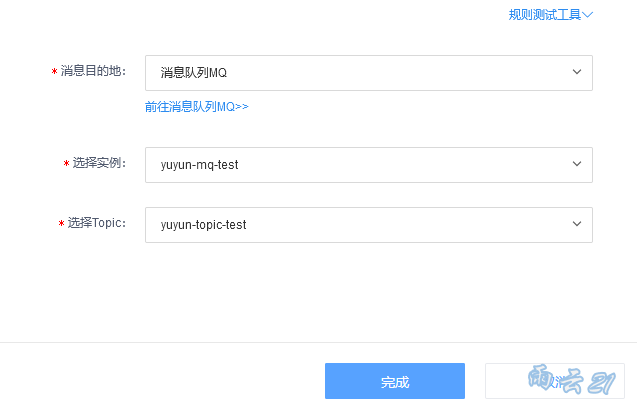 规则测试工具
* 消息目的地: 消息队列MQ
前往消息队列MQ>>
* 选择实例: yuyun-mq-test
* 选择Topic: yuyun-topic-test
完成
雨云21